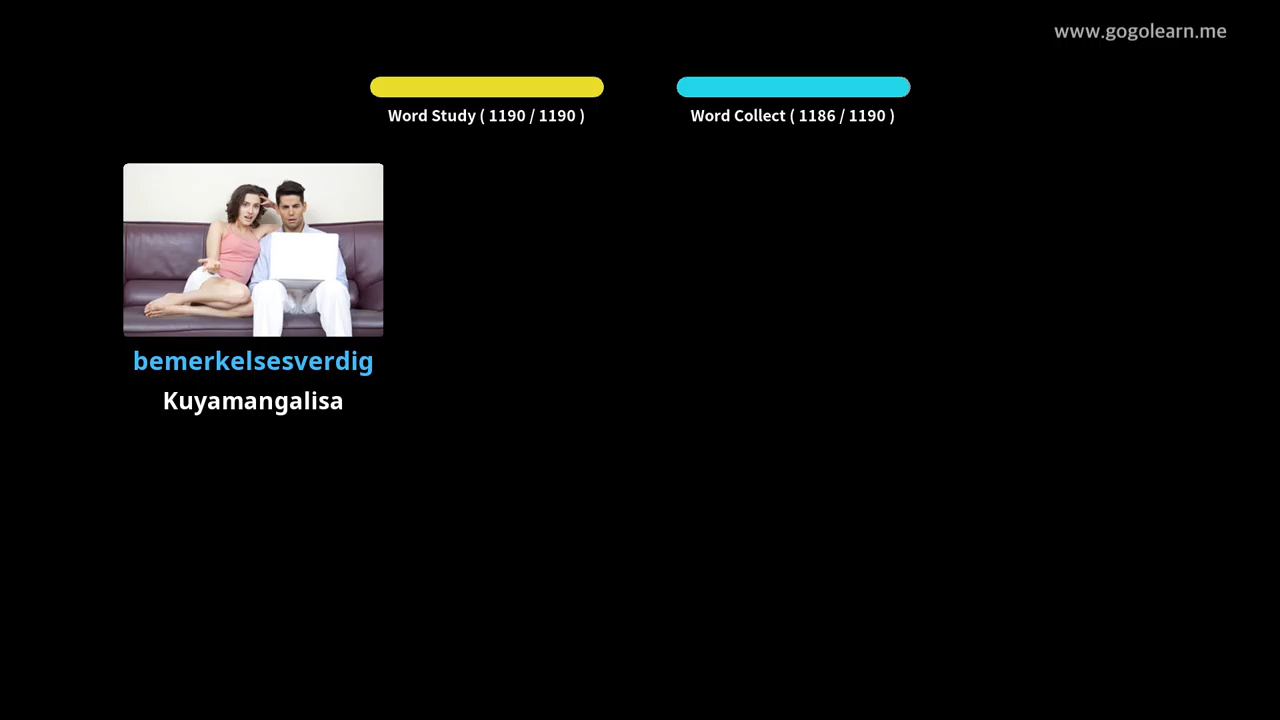 www.gogolearn.me
Word Study ( 1190 / 1190 )
Word Collect ( 1186 / 1190 )
bemerkelsesverdig
Kuyamangalisa